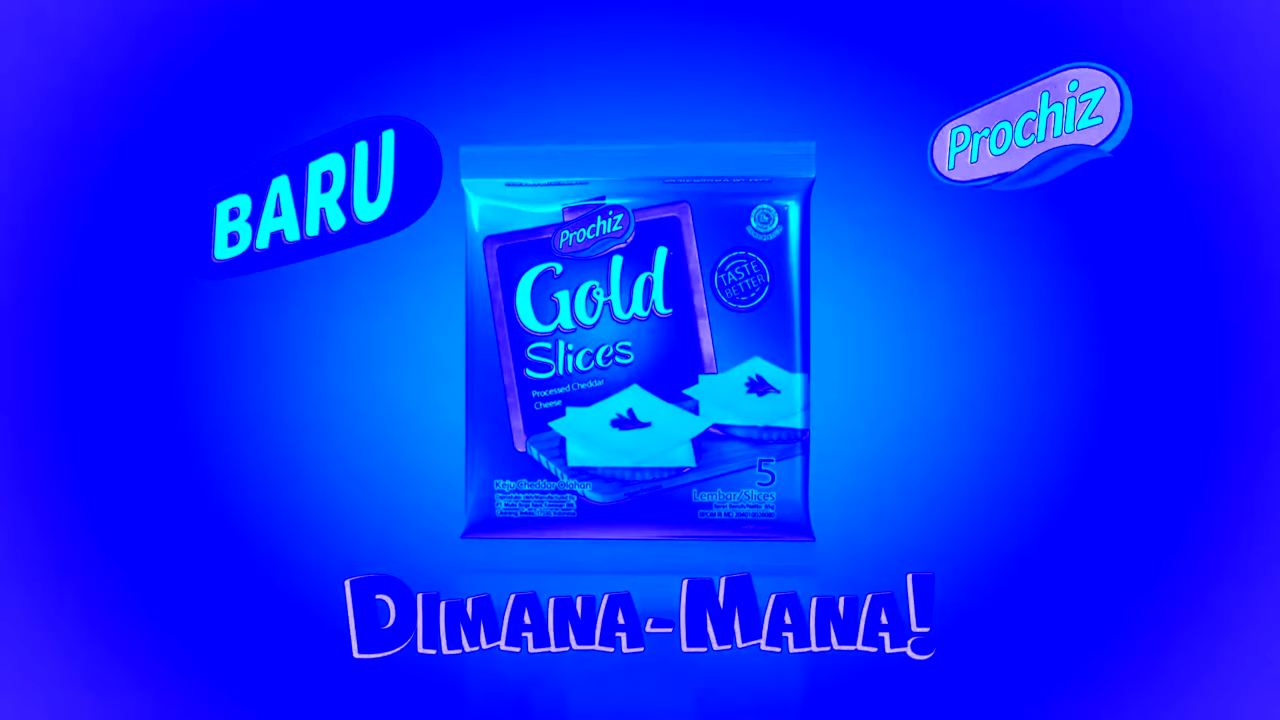 BARU
Prochiz
Prochiz
Gold
Slices
Processed Cheddar
Cheese
TASTE
BETTER
Keju Cheddar Olahan
5
Lembar/Slices
DIMANA-MANA!